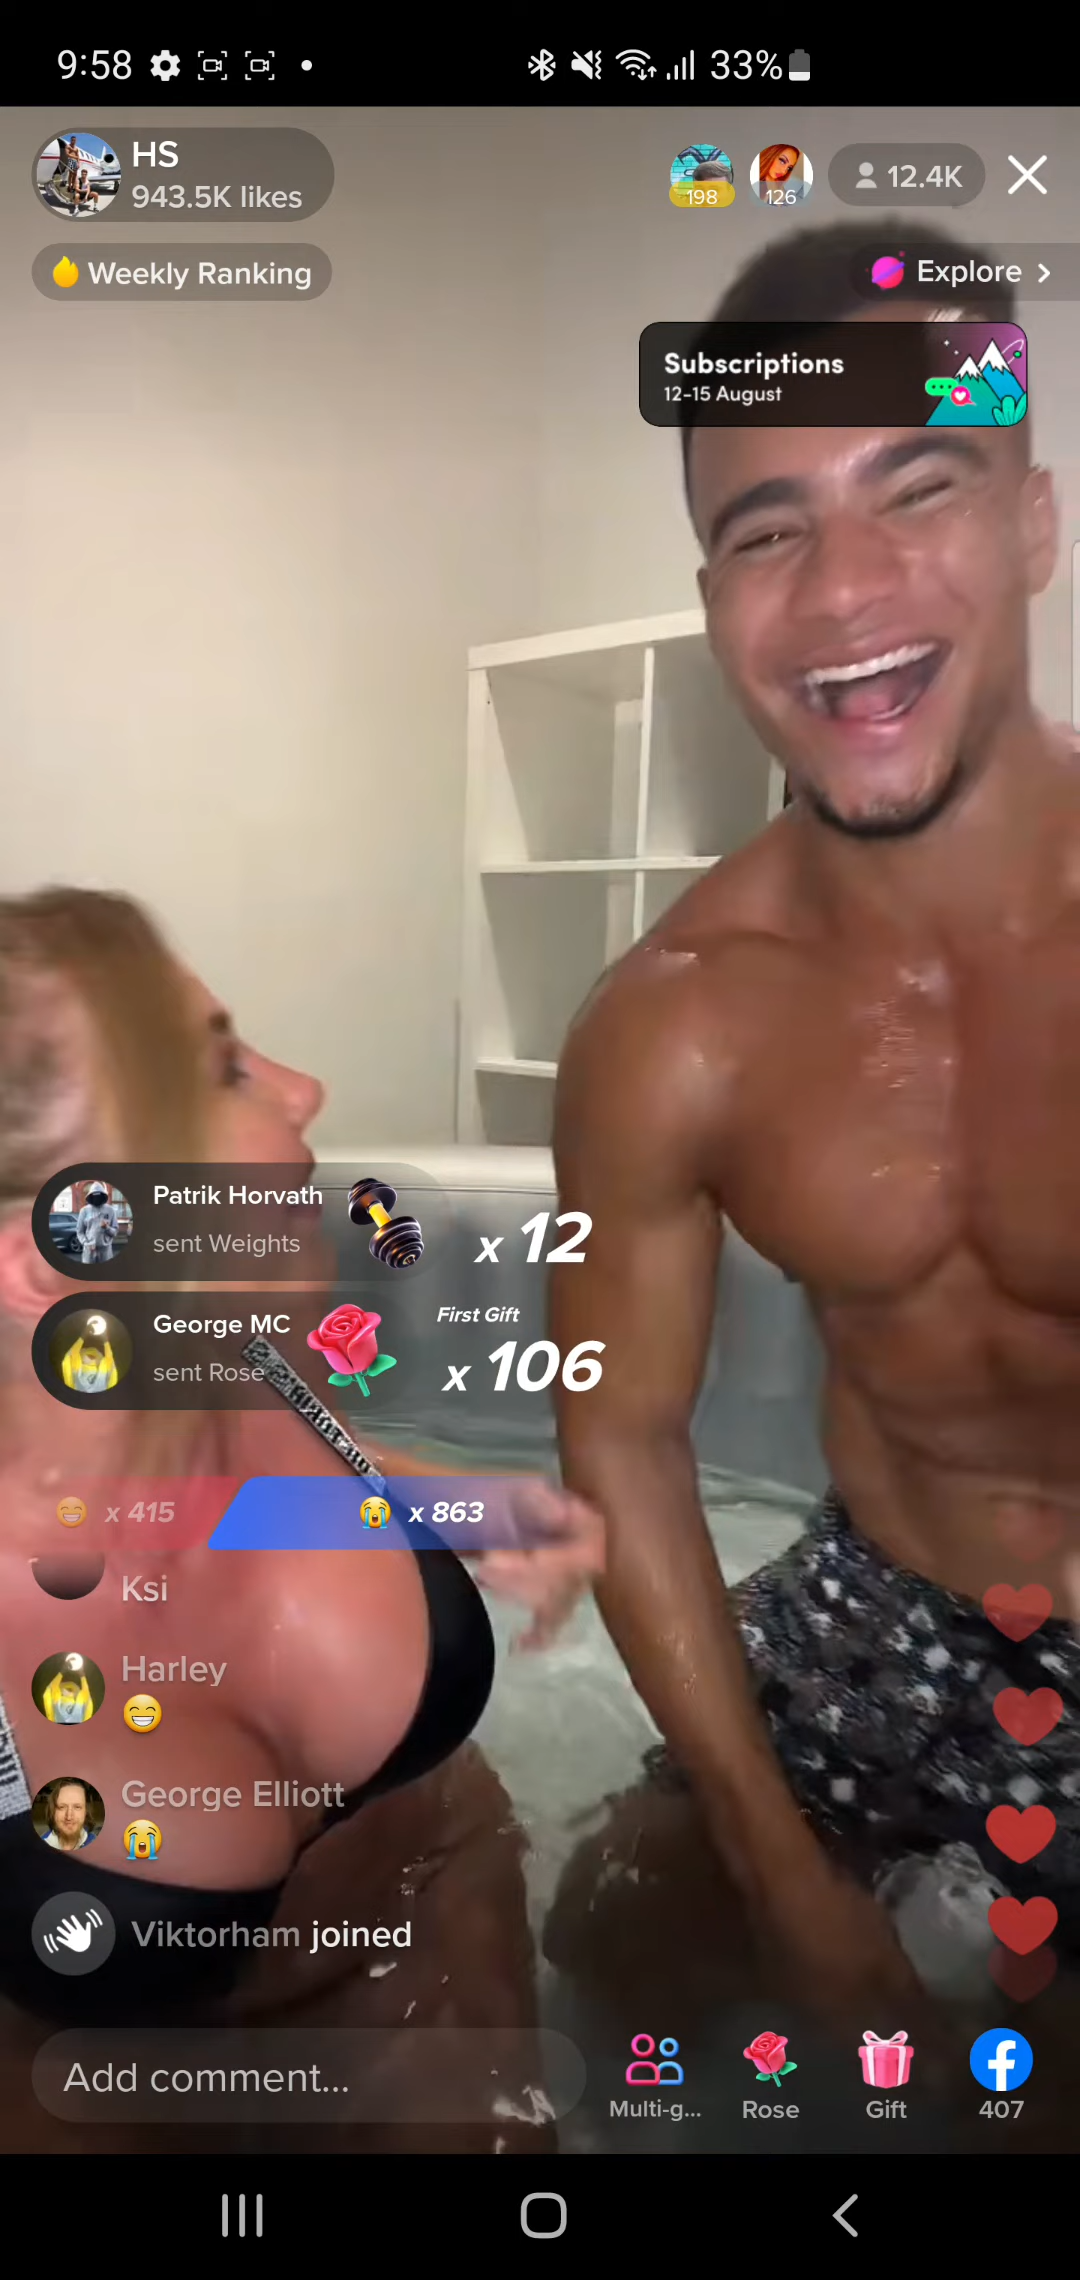 9:58
33%
HS
943.5K likes
198
126
12.4K
Weekly Ranking
Explore
Subscriptions
12-15 August
Patrik Horvath
sent Weights
x 12
George MC
sent Rose
First Gift
x 106
x 415
x 863
Ksi
Harley
😁
George Elliott
😭
Viktorham joined
Add comment...
Multi-g...
Rose
Gift
407